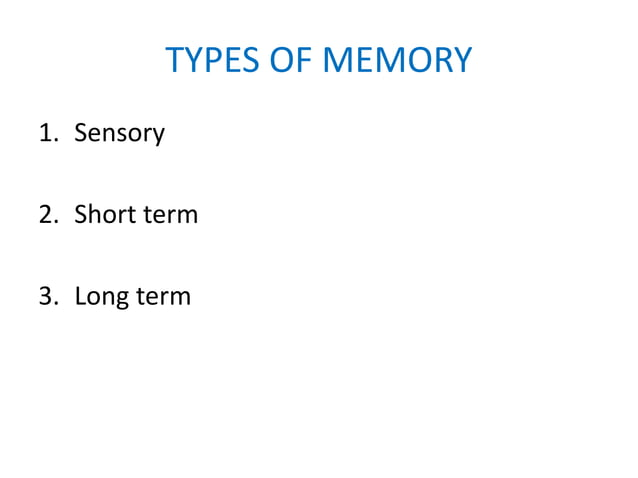 TYPES OF MEMORY
1. Sensory
2. Short term
3. Long term